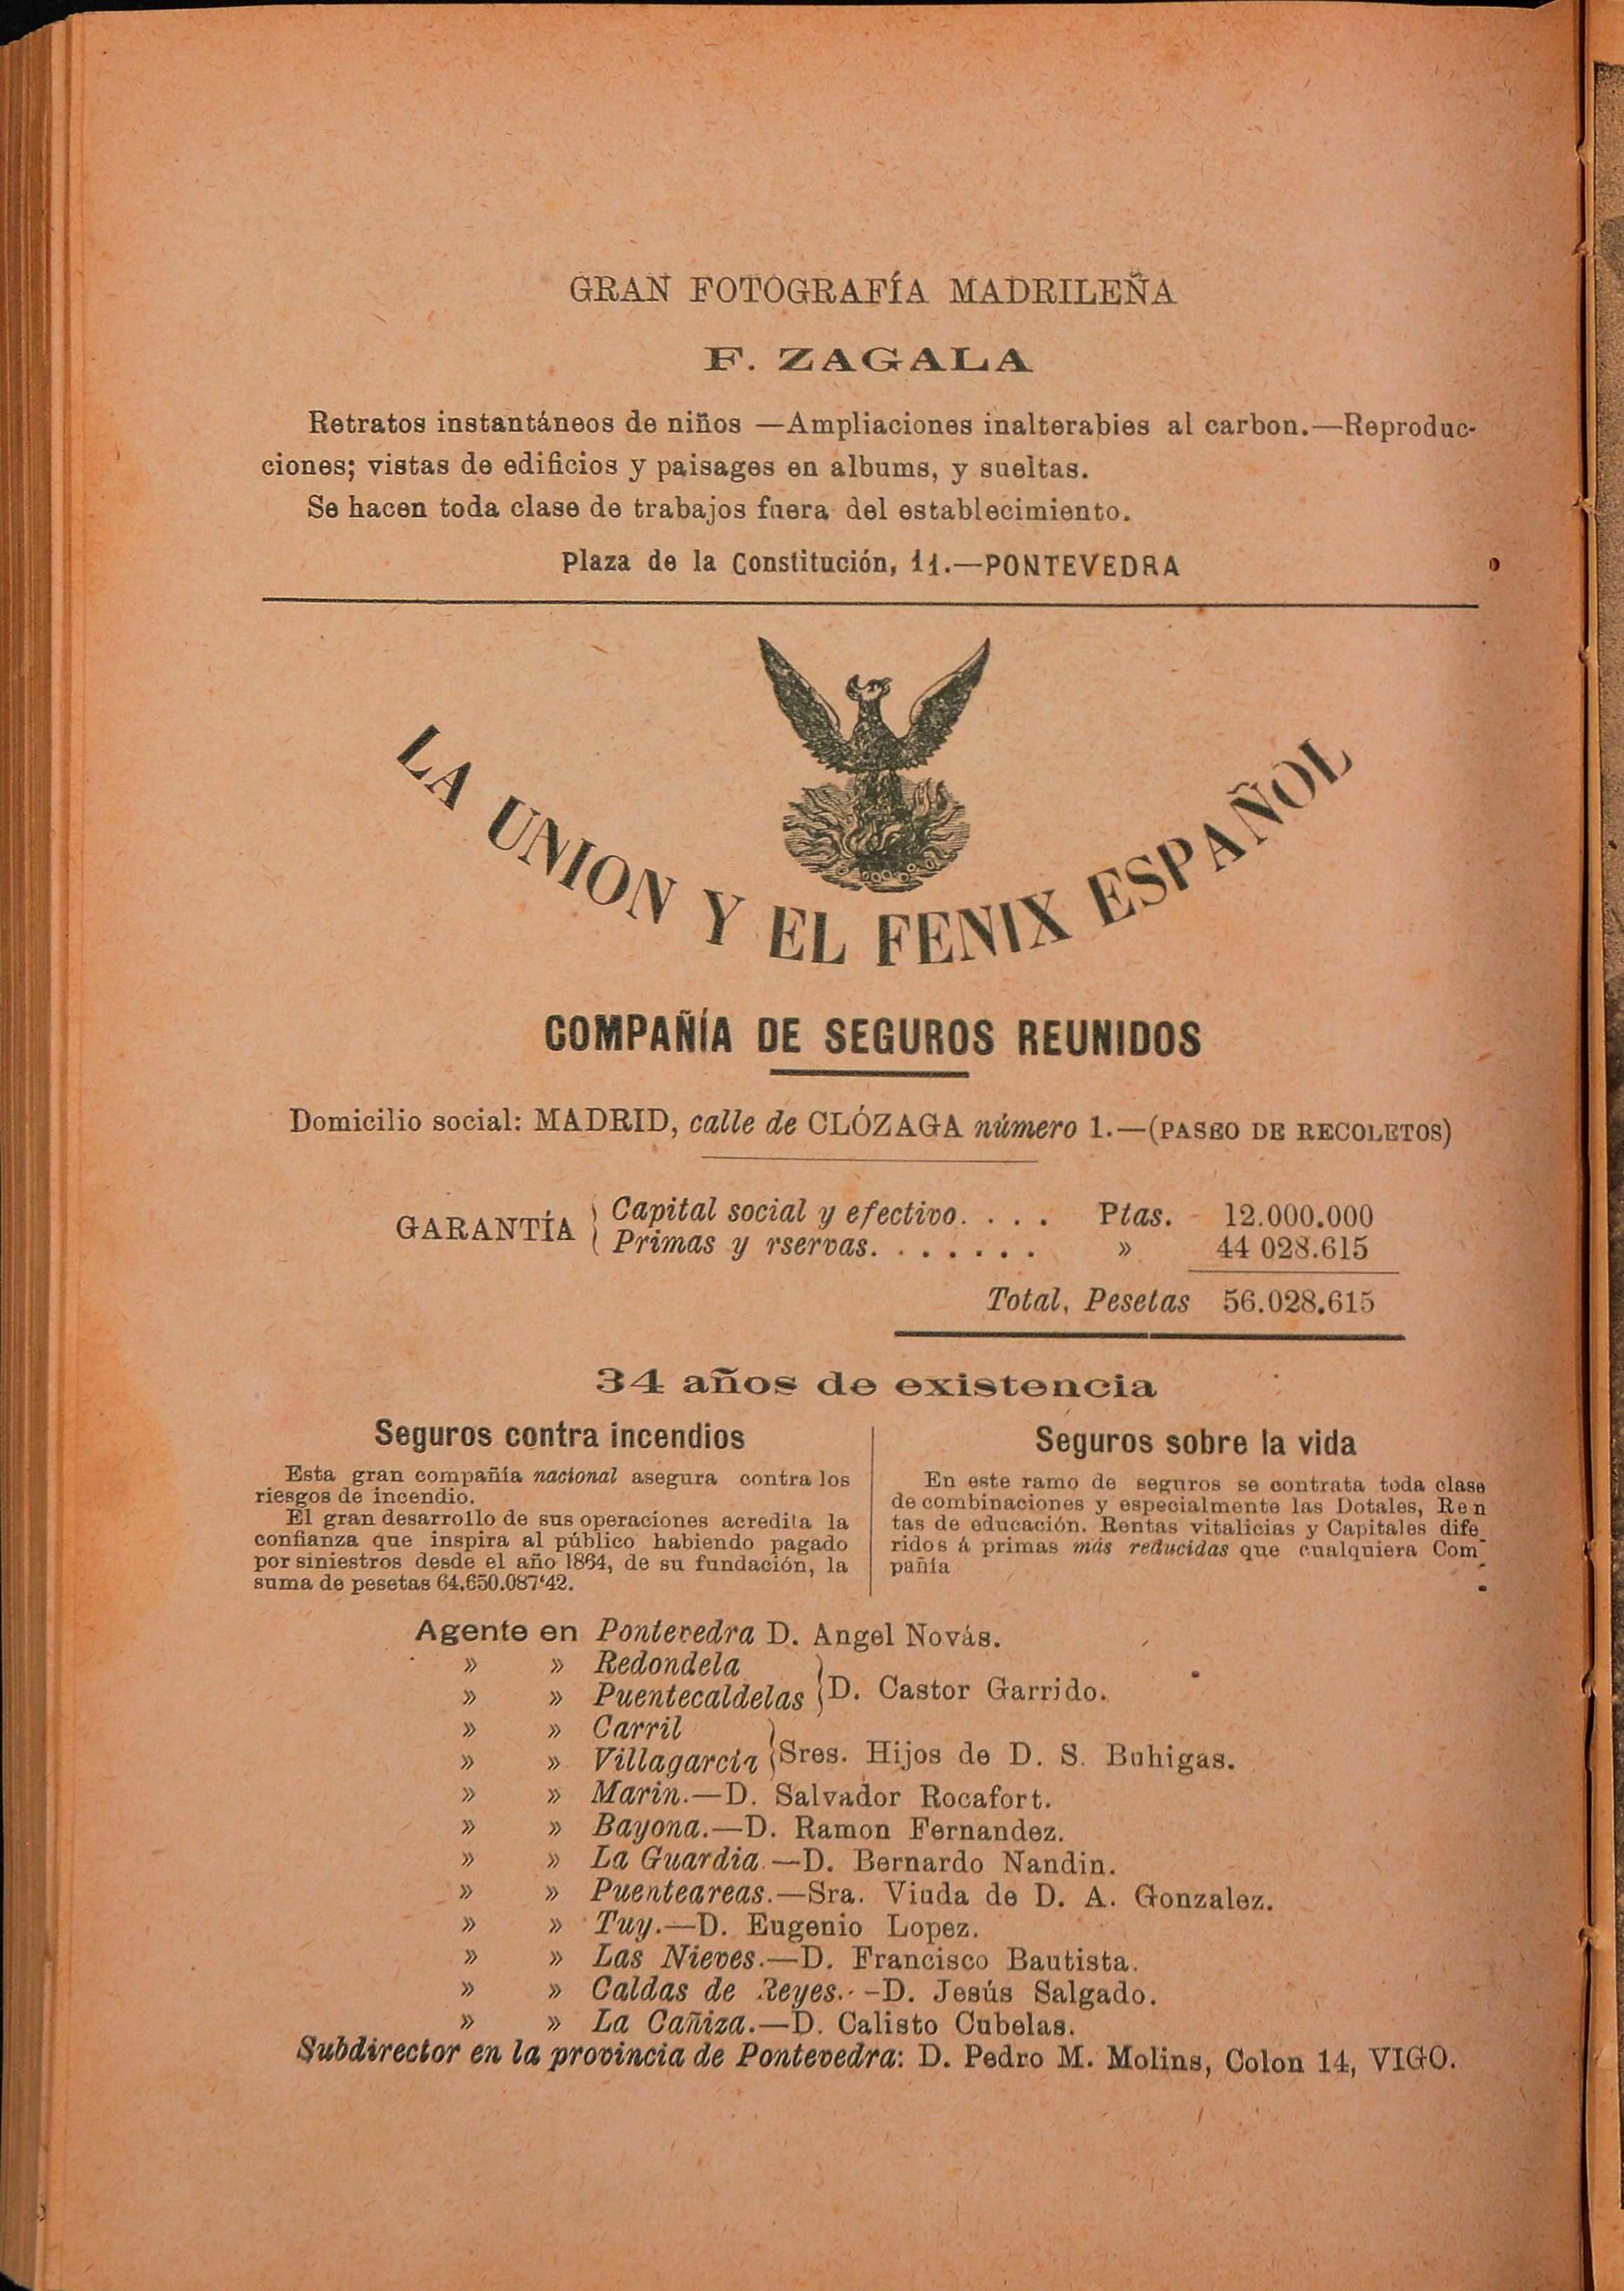 GRAN FOTOGRAFÍA MADRILEÑA
F. ZAGALA
Retratos instantáneos de niños —Ampliaciones inalterabies al carbon.—Reproduc-
ciones; vistas de edificios y paisages en albums, y sueltas.
Se hacen toda clase de trabajos fuera del establecimiento.
Plaza de la Constitución, 11.—PONTEVEDRA
LA UNION Y EL FENIX ESPAÑOL
COMPAÑÍA DE SEGUROS REUNIDOS
Domicilio social: MADRID, calle de CLÓZAGA número 1.—(PASEO DE RECOLETOS)
GARANTÍA
Capital social y efectivo. . . . Ptas. 12.000.000
Primas y rservas. . . . . . . » 44 028.615
Total, Pesetas 56.028.615
34 años de existencia
Seguros contra incendios
Esta gran compañía nacional asegura contra los
riesgos de incendio.
El gran desarrollo de sus operaciones acredita la
confianza que inspira al público habiendo pagado
por siniestros desde el año 1864, de su fundación, la
suma de pesetas 64.650.087'42.
Seguros sobre la vida
En este ramo de seguros se contrata toda clase
de combinaciones y especialmente las Dotales, Ren
tas de educación. Rentas vitalicias y Capitales dife-
ridos á primas más reducidas que cualquiera Com-
pañía.
Agente en Pontevedra D. Angel Novás.
» » Redondela
» » Puentecaldelas D. Castor Garrido.
» » Carril
» » Villagarcía Sres. Hijos de D. S. Buhigas.
» » Marin.—D. Salvador Rocafort.
» » Bayona.—D. Ramon Fernandez.
» » La Guardia.—D. Bernardo Nandin.
» » Puenteareas.—Sra. Viuda de D. A. Gonzalez.
» » Tuy.—D. Eugenio Lopez.
» » Las Nieves.—D. Francisco Bautista.
» » Caldas de Reyes.--D. Jesús Salgado.
» » La Cañiza.—D. Calisto Cubelas.
Subdirector en la provincia de Pontevedra: D. Pedro M. Molins, Colon 14, VIGO.